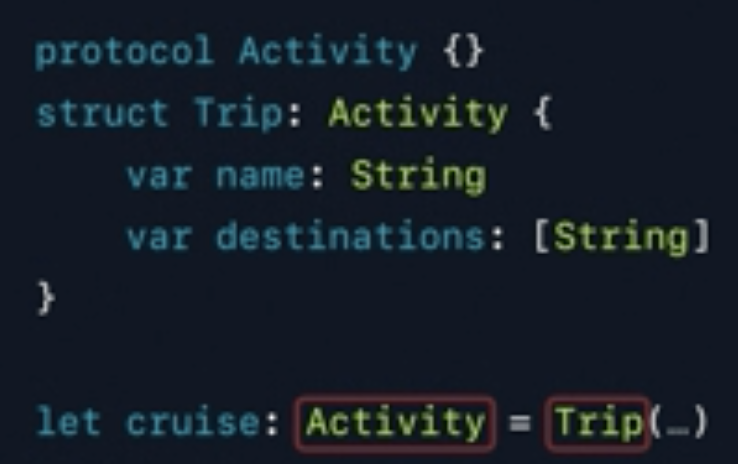 protocol Activity {}
struct Trip: Activity {
    var name: String
    var destinations: [String]
}
let cruise: Activity = Trip(…)